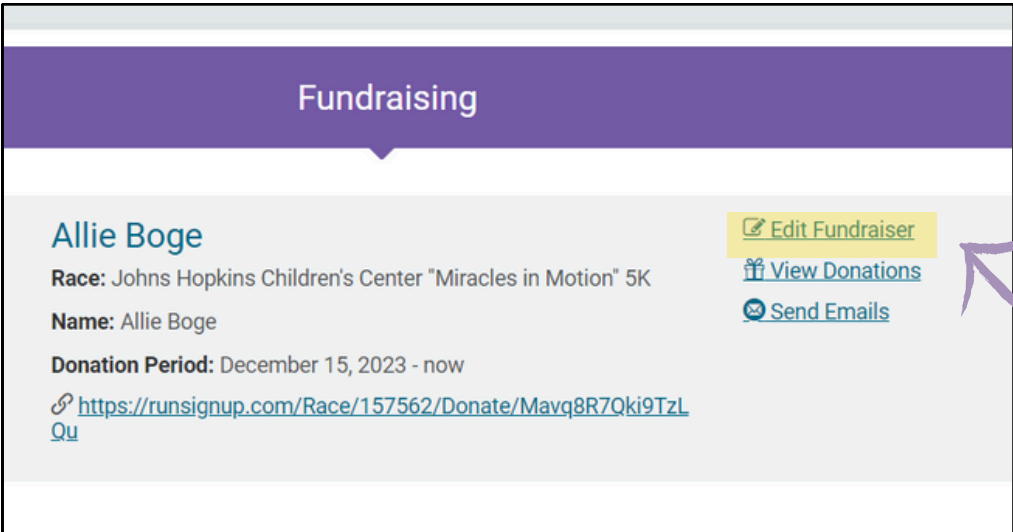 Fundraising
Allie Boge
Race: Johns Hopkins Children's Center "Miracles in Motion" 5K
Name: Allie Boge
Donation Period: December 15, 2023 - now
https://runsignup.com/Race/157562/Donate/Mavq8R7Qki9TzL
Qu
Edit Fundraiser
View Donations
Send Emails